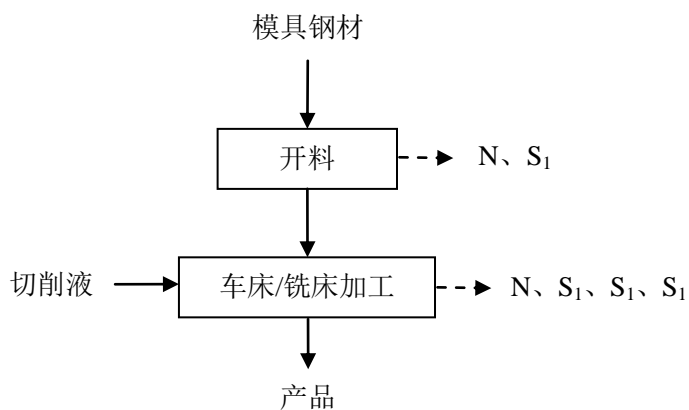 模具钢材
开料
N、S₁
切削液
车床/铣床加工
N、S₁、S₁、S₁
产品